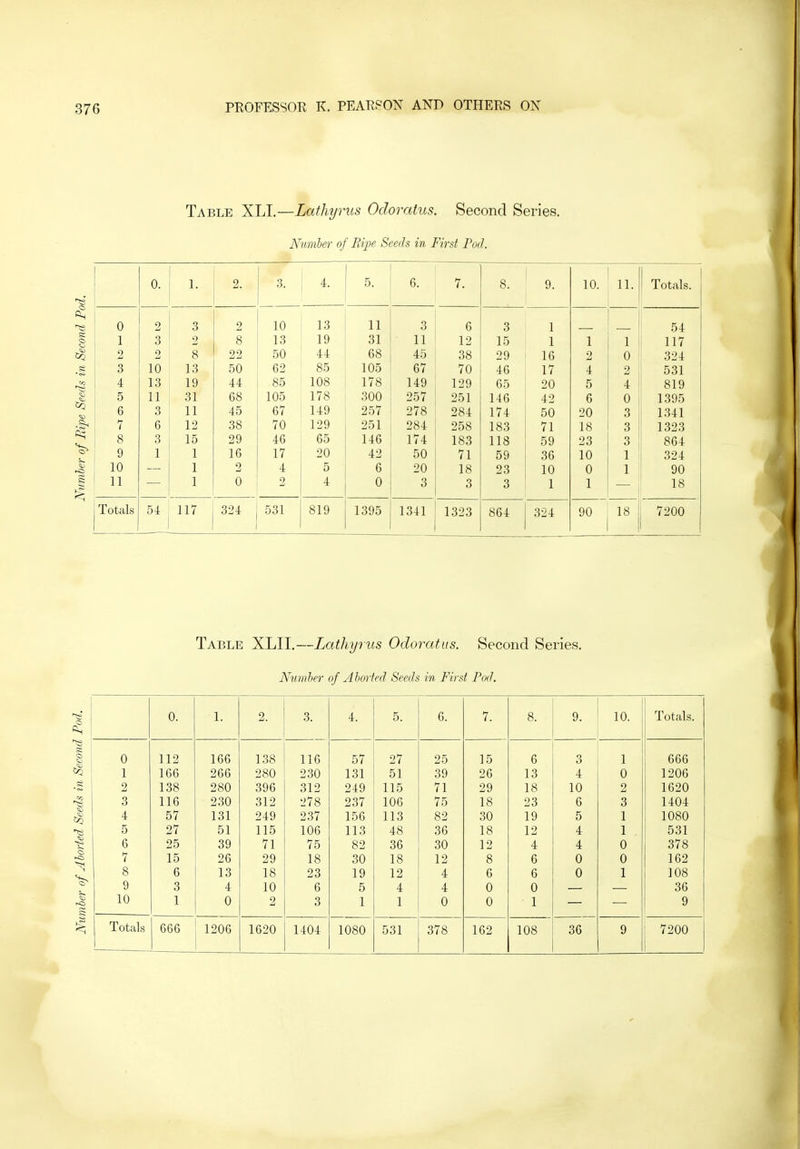 376 PROFESSOR K. PEARSON AND OTHERS ON
TABLE XLI.—Lathyrus Odoratus. Second Series.
Number of Ripe Seeds in First Pod.
Number of Ripe Seeds in Second Pod.
0. 1. 2. 3. 4. 5. 6. 7. 8. 9. 10. 11. Totals.
0 2 3 2 10 13 11 3 6 3 1 — — 54
1 3 2 8 13 19 31 11 12 15 1 1 1 117
2 2 8 22 50 44 68 45 38 29 16 2 0 324
3 10 13 50 62 85 105 67 70 46 17 4 2 531
4 13 19 44 85 108 178 149 129 65 20 5 4 819
5 11 31 68 105 178 300 257 251 146 42 6 0 1395
6 3 11 45 67 149 257 278 284 174 50 20 3 1341
7 6 12 38 70 129 251 284 258 183 71 18 3 1323
8 3 15 29 46 65 146 174 183 118 59 23 3 864
9 1 1 16 17 20 42 50 71 59 36 10 1 324
10 — 1 2 4 5 6 20 18 23 10 0 1 90
11 — 1 0 2 4 0 3 3 3 1 1 — 18
Totals 54 117 324 531 819 1395 1341 1323 864 324 90 18 7200
TABLE XLII.—Lathyrus Odoratus. Second Series.
Number of Aborted Seeds in First Pod.
Number of Aborted Seeds in Second Pod.
0. 1. 2. 3. 4. 5. 6. 7. 8. 9. 10. Totals.
0 112 166 138 116 57 27 25 15 6 3 1 666
1 166 266 280 230 131 51 39 26 13 4 0 1206
2 138 280 396 312 249 115 71 29 18 10 2 1620
3 116 230 312 278 237 106 75 18 23 6 3 1404
4 57 131 249 237 156 113 82 30 19 5 1 1080
5 27 51 115 106 113 48 36 18 12 4 1 531
6 25 39 71 75 82 36 30 12 4 4 0 378
7 15 26 29 18 30 18 12 8 6 0 0 162
8 6 13 18 23 19 12 4 6 6 0 1 108
9 3 4 10 6 5 4 4 0 0 — — 36
10 1 0 2 3 1 1 0 0 1 — — 9
Totals 666 1206 1620 1404 1080 531 378 162 108 36 9 7200